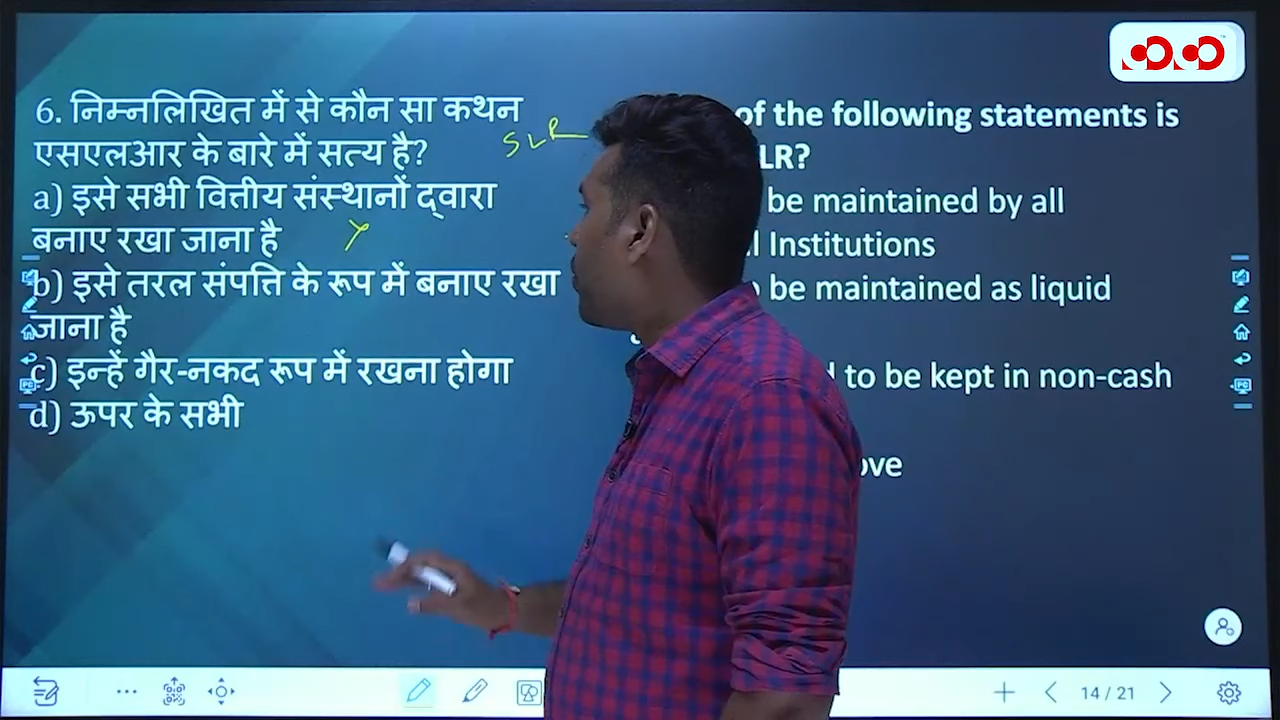 6. निम्नलिखित में से कौन सा कथन
एसएलआर के बारे में सत्य है?
SLR
a) इसे सभी वित्तीय संस्थानों द्वारा
बनाए रखा जाना है
b) इसे तरल संपत्ति के रूप में बनाए रखा
जाना है
c) इन्हें गैर-नकद रूप में रखना होगा
d) ऊपर के सभी
of the following statements is
LR?
be maintained by all
Institutions
be maintained as liquid
to be kept in non-cash
14 / 21